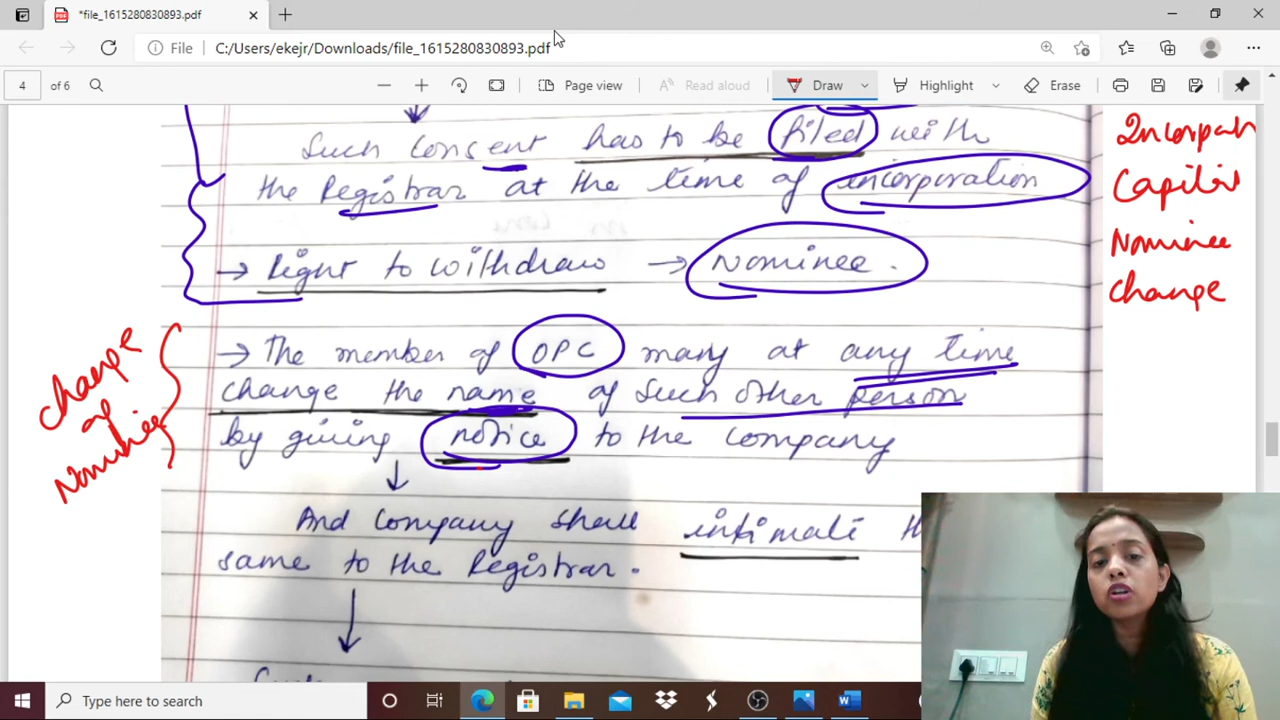 *file_1615280830893.pdf
File C:/Users/ekejr/Downloads/file_1615280830893.pdf
4 of 6 Page view Read aloud Draw Highlight Erase
Such Consent has to be filed with
the Registrar at the time of incorporation
→ Right to withdraw → Nominee.
→ The member of OPC many at any time
change the name of Such other person
by giving notice to the company
And Company shall intimate
same to the Registrar.
Capital
Nominee
change
change
of
Nominee
Type here to search